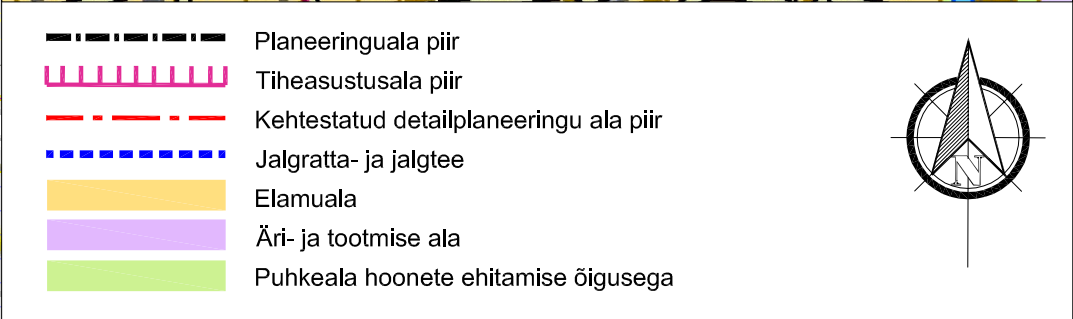 Planeeringuala piir
Tiheasustusala piir
Kehtestatud detailplaneeringu ala piir
Jalgratta- ja jalgtee
Elamuala
Äri- ja tootmise ala
Puhkeala hoonete ehitamise õigusega
N